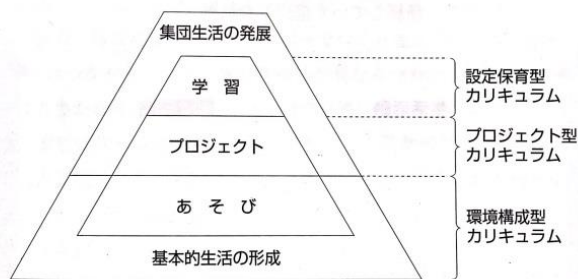 集団生活の発展
学習
設定保育型
カリキュラム
プロジェクト
プロジェクト型
カリキュラム
あそび
環境構成型
カリキュラム
基本的生活の形成